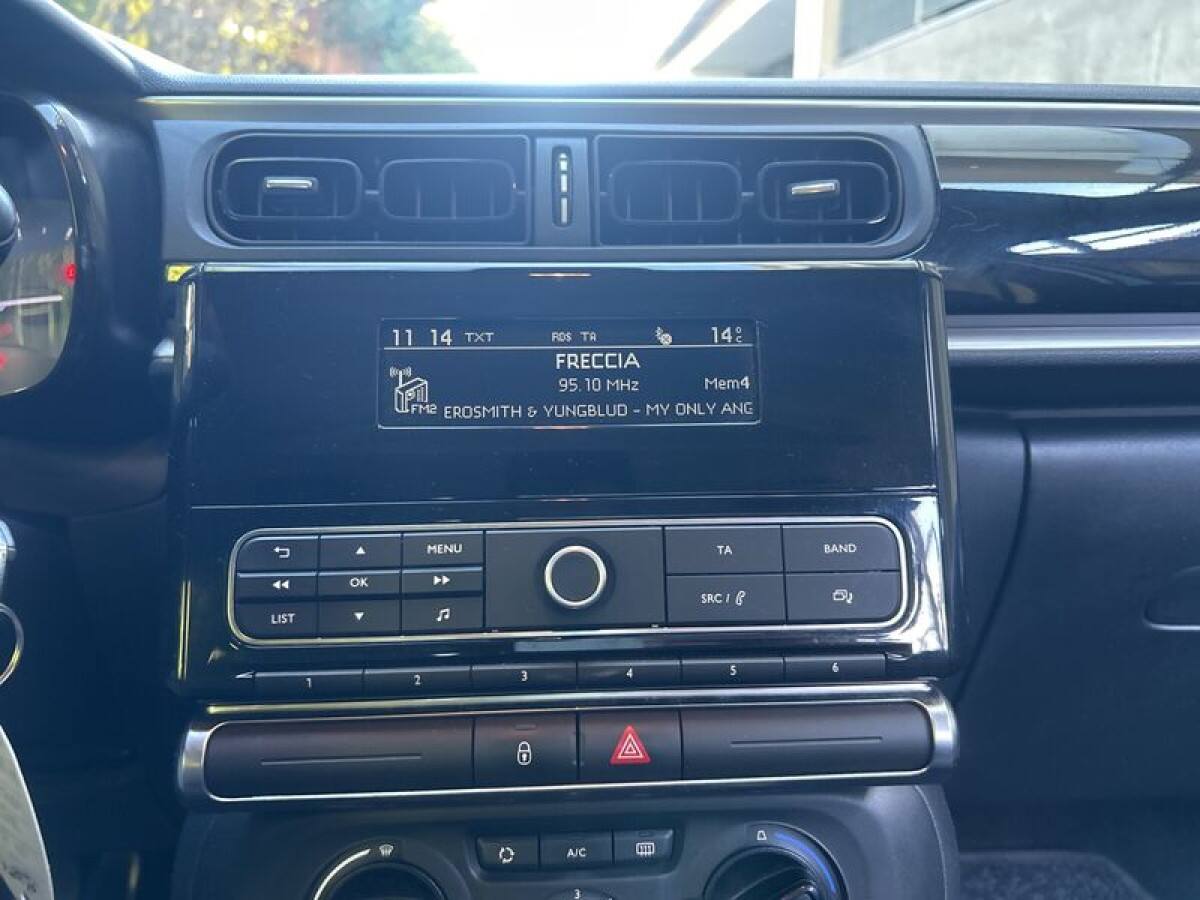 11 14 TXT RDS TA 14°C
FRECCIA
95.10 MHz Mem4
FM2 EROSMITH & YUNGBLUD - MY ONLY ANG
MENU TA BAND
OK
SRC /
LIST
1 2 3 4 5 6
A/C
3